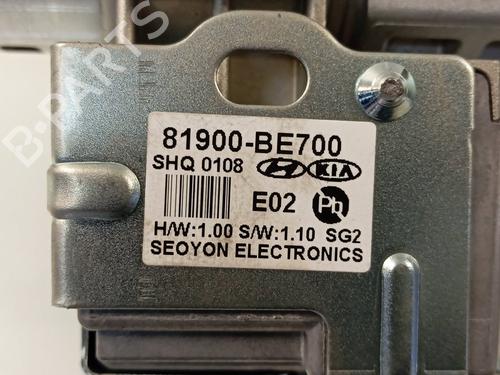 81900-BE700
SHQ 0108 KIA
E02 Pb
H/W:1.00 S/W:1.10 SG2
SEOYON ELECTRONICS
B-PARTS